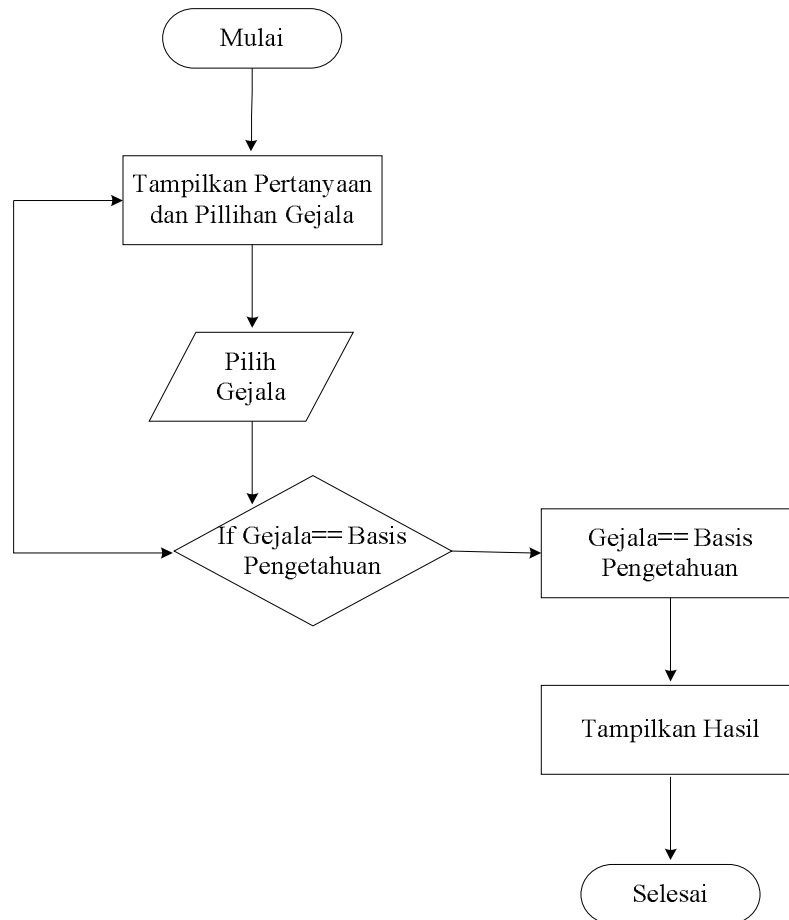 Mulai
Tampilkan Pertanyaan
dan Pillihan Gejala
Pilih
Gejala
If Gejala== Basis
Pengetahuan
Gejala== Basis
Pengetahuan
Tampilkan Hasil
Selesai